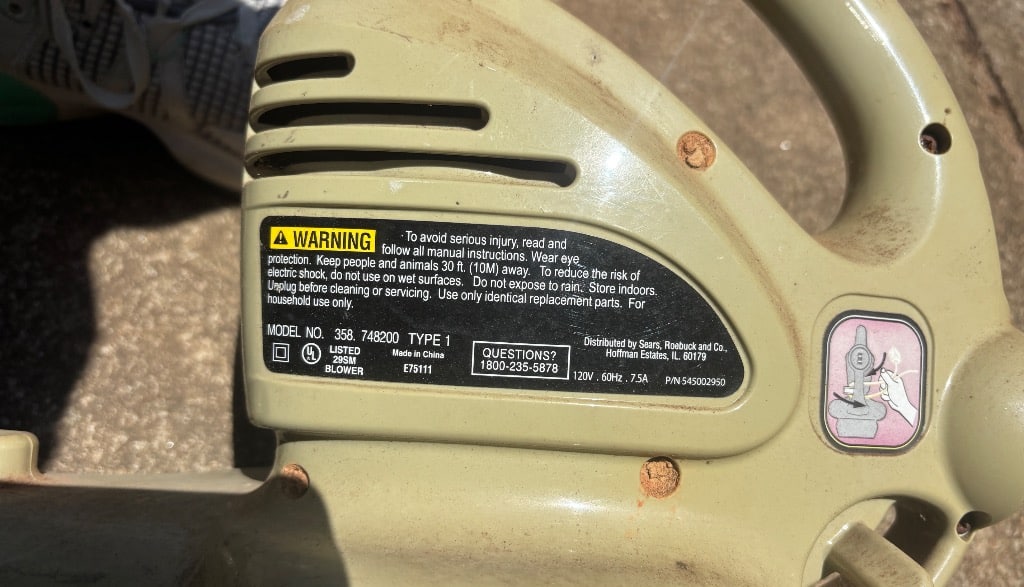 WARNING To avoid serious injury, read and
follow all manual instructions. Wear eye
protection. Keep people and animals 30 ft. (10M) away. To reduce the risk of
electric shock, do not use on wet surfaces. Do not expose to rain. Store indoors.
Unplug before cleaning or servicing. Use only identical replacement parts. For
household use only.
MODEL NO. 358. 748200 TYPE 1
UL LISTED
29SM
BLOWER
Made in China
E75111
QUESTIONS?
1800-235-5878
Distributed by Sears, Roebuck and Co.,
Hoffman Estates, IL. 60179
120V . 60Hz . 7.5A P/N 545002950